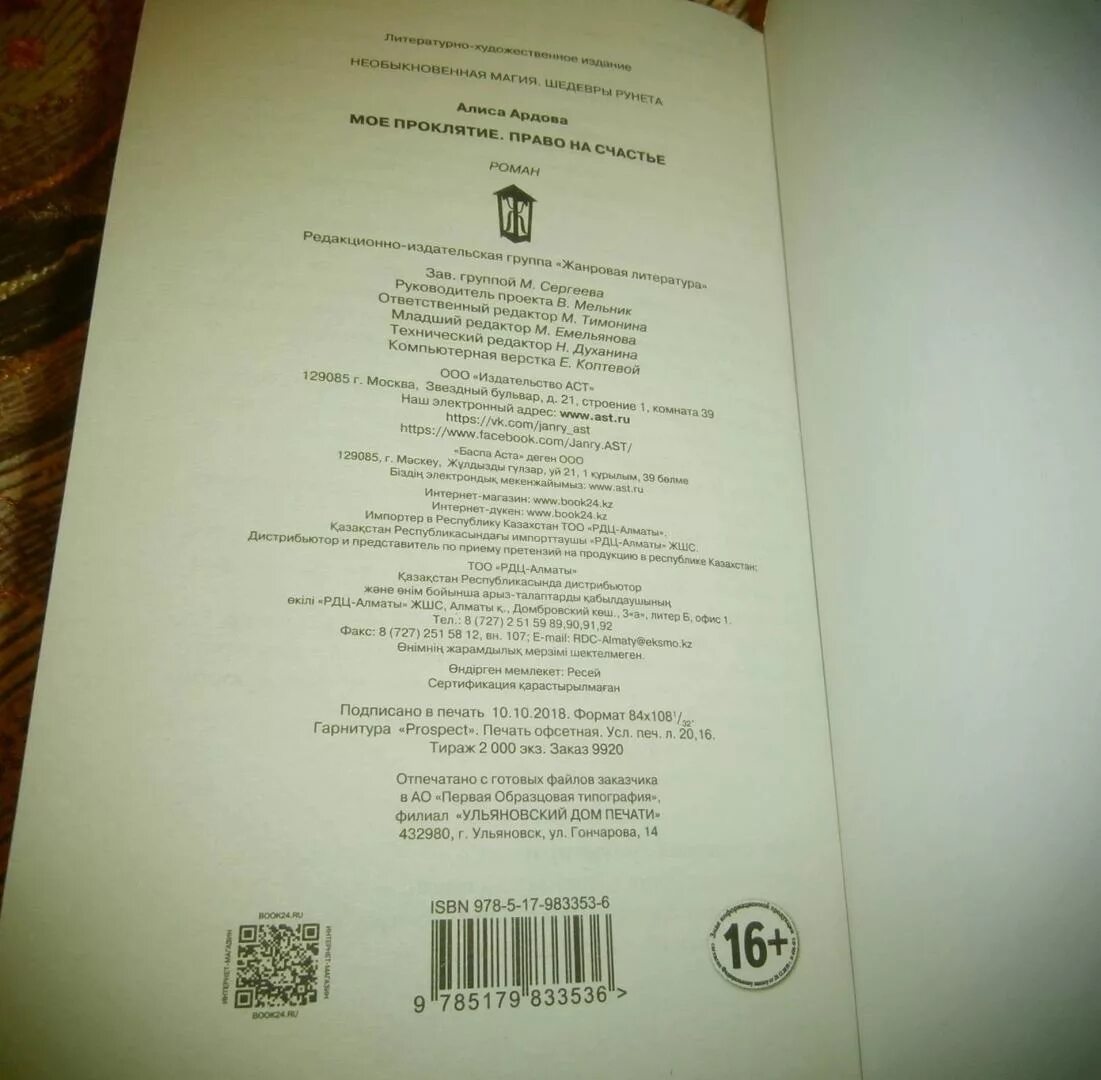 Литературно-художественное издание
НЕОБЫКНОВЕННАЯ МАГИЯ. ШЕДЕВРЫ РУНЕТА
Алиса Ардова
МОЕ ПРОКЛЯТИЕ. ПРАВО НА СЧАСТЬЕ
РОМАН
Ж
Редакционно-издательская группа «Жанровая литература»
Зав. группой М. Сергеева
Руководитель проекта В. Мельник
Ответственный редактор М. Тимонина
Младший редактор М. Емельянова
Технический редактор Н. Духанина
Компьютерная верстка Е. Коптевой
ООО «Издательство АСТ»
129085 г. Москва, Звездный бульвар, д. 21, строение 1, комната 39
Наш электронный адрес: www.ast.ru
https://vk.com/janry_ast
https://www.facebook.com/Janry.AST/
«Баспа Аста» деген ООО
129085, г. Мәскеу, Жұлдызды гүлзар, уй 21, 1 құрылым, 39 бөлме
Біздің электрондық мекенжайымыз: www.ast.ru
Интернет-магазин: www.book24.kz
Интернет-дүкен: www.book24.kz
Импортер в Республику Казахстан ТОО «РДЦ-Алматы».
Қазақстан Республикасындағы импорттаушы «РДЦ-Алматы» ЖШС.
Дистрибьютор и представитель по приему претензий на продукцию в республике Казахстан:
ТОО «РДЦ-Алматы»
Қазақстан Республикасында дистрибьютор
және өнім бойынша арыз-талаптарды қабылдаушының
өкілі «РДЦ-Алматы» ЖШС, Алматы қ., Домбровский көш., 3«а», литер Б, офис 1.
Тел.: 8 (727) 2 51 59 89,90,91,92
Факс: 8 (727) 251 58 12, вн. 107; E-mail: RDC-Almaty@eksmo.kz
Өнімнің жарамдылық мерзімі шектелмеген.
Өндірген мемлекет: Ресей
Сертификация қарастырылмаған
Подписано в печать 10.10.2018. Формат 84x108 1/32.
Гарнитура «Prospect». Печать офсетная. Усл. печ. л. 20,16.
Тираж 2 000 экз. Заказ 9920
Отпечатано с готовых файлов заказчика
в АО «Первая Образцовая типография»,
филиал «УЛЬЯНОВСКИЙ ДОМ ПЕЧАТИ»
432980, г. Ульяновск, ул. Гончарова, 14
BOOK24.RU
ИНТЕРНЕТ-МАГАЗИН
ИНТЕРНЕТ-МАГАЗИН
BOOK24.RU
ISBN 978-5-17-983353-6
9 785179 833536 >
Знак информационной продукции
16+